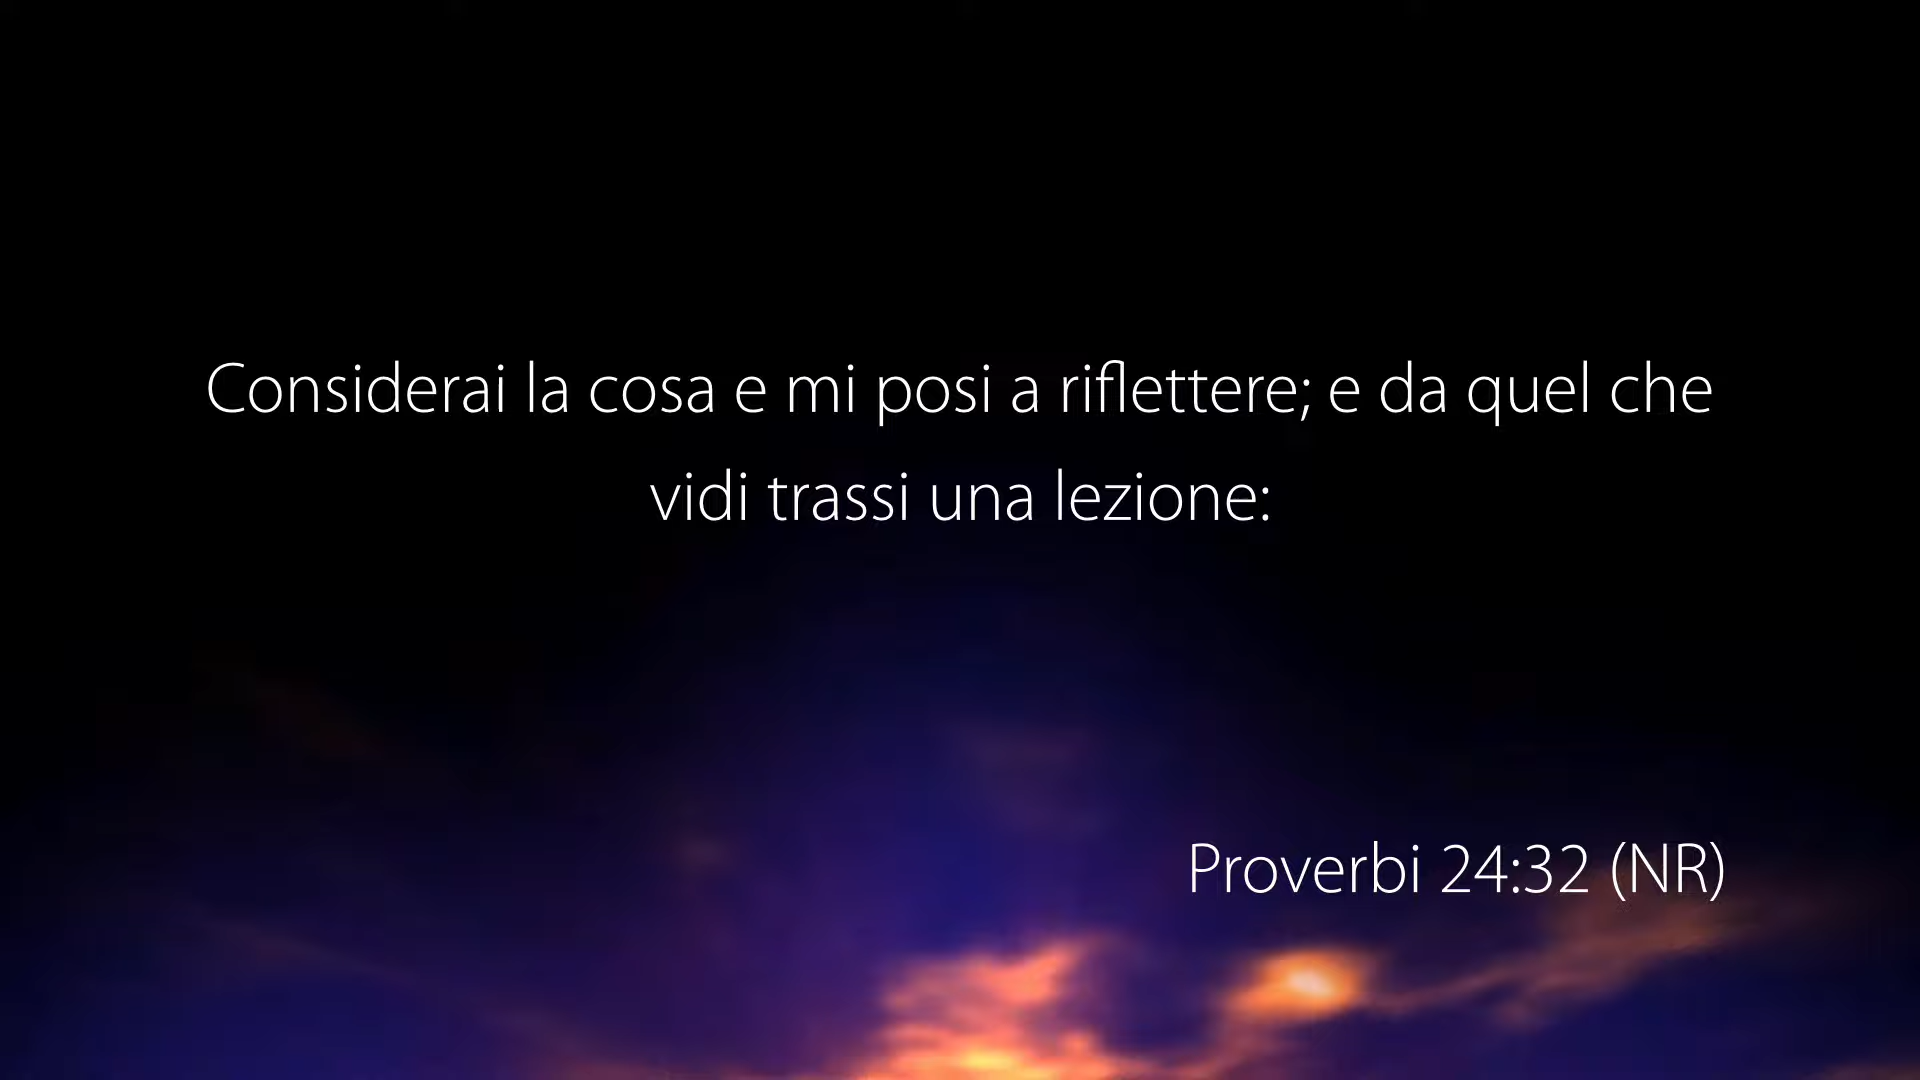 Considerai la cosa e mi posi a riflettere; e da quel che
vidi trassi una lezione:
Proverbi 24:32 (NR)